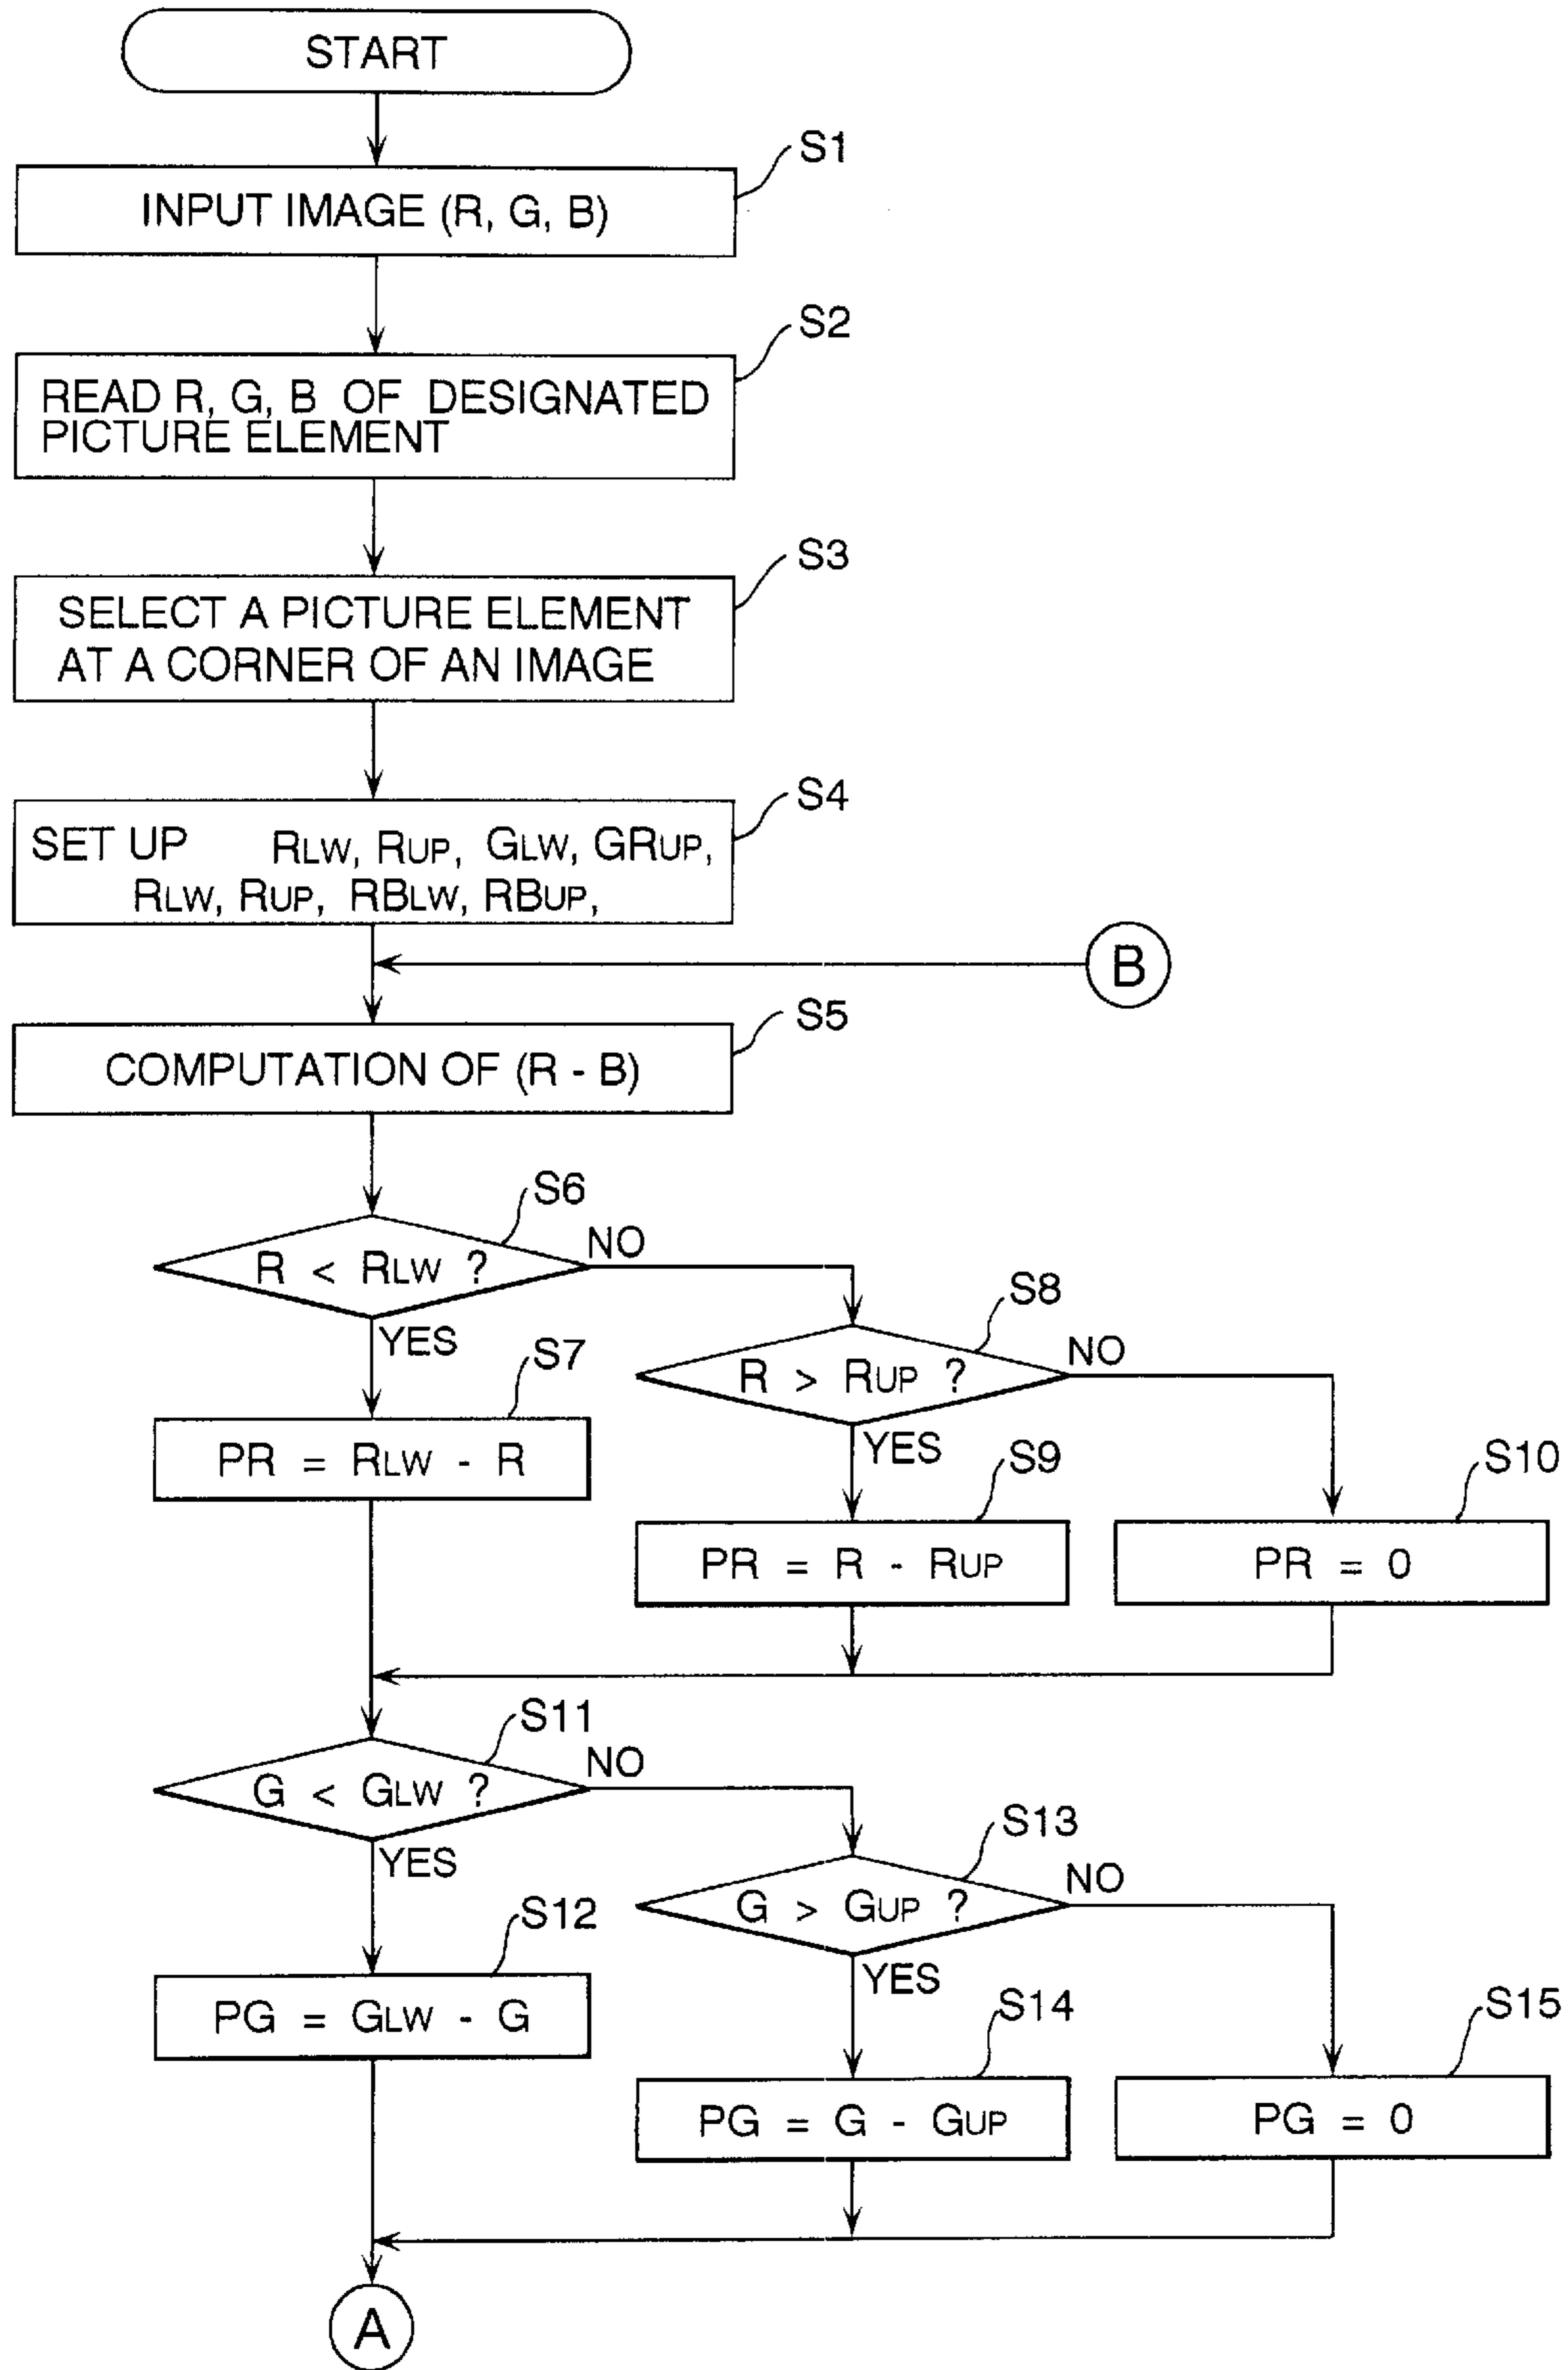 START
S1
INPUT IMAGE (R, G, B)
S2
READ R, G, B OF DESIGNATED
PICTURE ELEMENT
S3
SELECT A PICTURE ELEMENT
AT A CORNER OF AN IMAGE
S4
SET UP RLW, RUP, GLW, GRUP,
RLW, RUP, RBLW, RBUP,
B
S5
COMPUTATION OF (R - B)
S6
R < RLW ?
NO
YES
S8
R > RUP ?
NO
YES
S7
PR = RLW - R
S9
PR = R - RUP
S10
PR = 0
S11
G < GLW ?
NO
YES
S13
G > GUP ?
NO
YES
S12
PG = GLW - G
S14
PG = G - GUP
S15
PG = 0
A